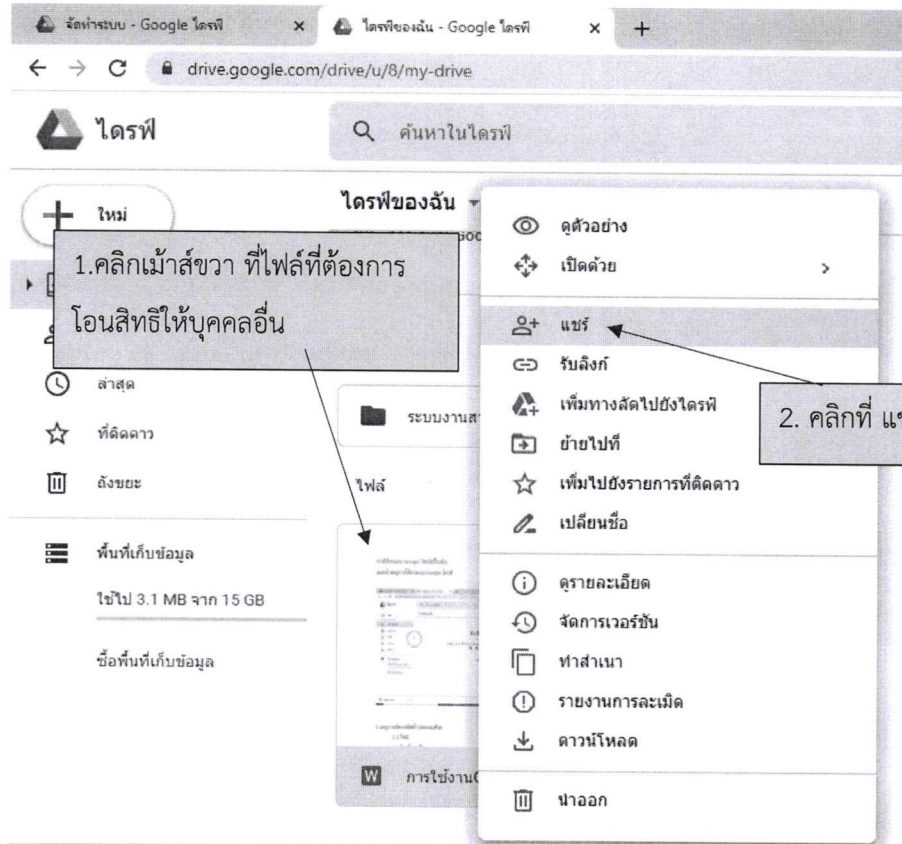 จัดทำระบบ - Google ไดรฟ์
ไดรฟ์ของฉัน - Google ไดรฟ์
drive.google.com/drive/u/8/my-drive
ไดรฟ์
ค้นหาในไดรฟ์
ใหม่
ไดรฟ์ของฉัน
1.คลิกเม้าส์ขวา ที่ไฟล์ที่ต้องการ
โอนสิทธิให้บุคคลอื่น
ล่าสุด
ที่ติดดาว
ถังขยะ
พื้นที่เก็บข้อมูล
ใช้ไป 3.1 MB จาก 15 GB
ซื้อพื้นที่เก็บข้อมูล
ไฟล์
W
ดูตัวอย่าง
เปิดด้วย
แชร์
รับลิงก์
เพิ่มทางลัดไปยังไดรฟ์
2. คลิกที่
ย้ายไปที่
เพิ่มไปยังรายการที่ติดดาว
เปลี่ยนชื่อ
ดูรายละเอียด
จัดการเวอร์ชัน
ทำสำเนา
รายงานการละเมิด
ดาวน์โหลด
นำออก